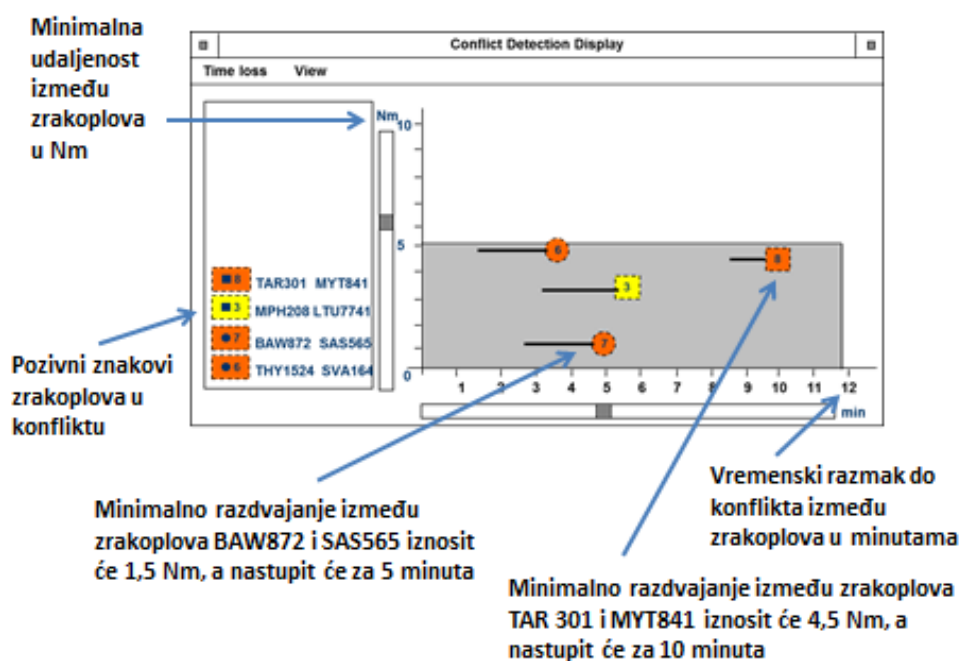 Minimalna
udaljenost
između
zrakoplova
u Nm
Conflict Detection Display
Time loss View
Nm
10
5
0
6
8
3
7
8 TAR301 MYT841
3 MPH208 LTU7741
7 BAW872 SAS565
6 THY1524 SVA164
1 2 3 4 5 6 7 8 9 10 11 12
min
Pozivni znakovi
zrakoplova u
konfliktu
Minimalno razdvajanje između
zrakoplova BAW872 i SAS565 iznosit
će 1,5 Nm, a nastupit će za 5 minuta
Vremenski razmak do
konflikta između
zrakoplova u minutama
Minimalno razdvajanje između zrakoplova
TAR 301 i MYT841 iznosit će 4,5 Nm, a
nastupit će za 10 minuta